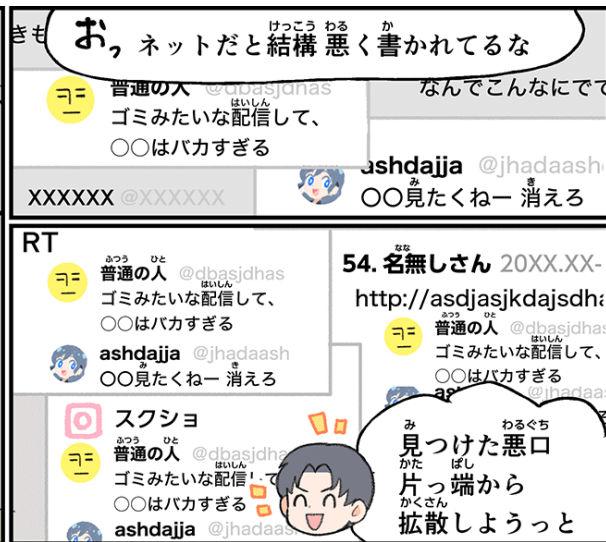 きも
おっ ネットだと結構 悪く書かれてるな
普通の人 @dbasjdhas
ゴミみたいな配信して、
○○はバカすぎる
なんでこんなにでて
ashdajja @jhadaash
○○見たくねー 消えろ
XXXXXX @XXXXXX
RT
普通の人 @dbasjdhas
ゴミみたいな配信して、
○○はバカすぎる
ashdajja @jhadaash
○○見たくねー 消えろ
スクショ
普通の人 @dbasjdha
ゴミみたいな配信して
○○はバカすぎる
ashdajja @jhadaas
54. 名無しさん 20XX.XX-
http://asdjasjkdajsdha
普通の人 @dbasjdhas
ゴミみたいな配信して、
○○はバカすぎる
見つけた悪口
片っ端から
拡散しようっと